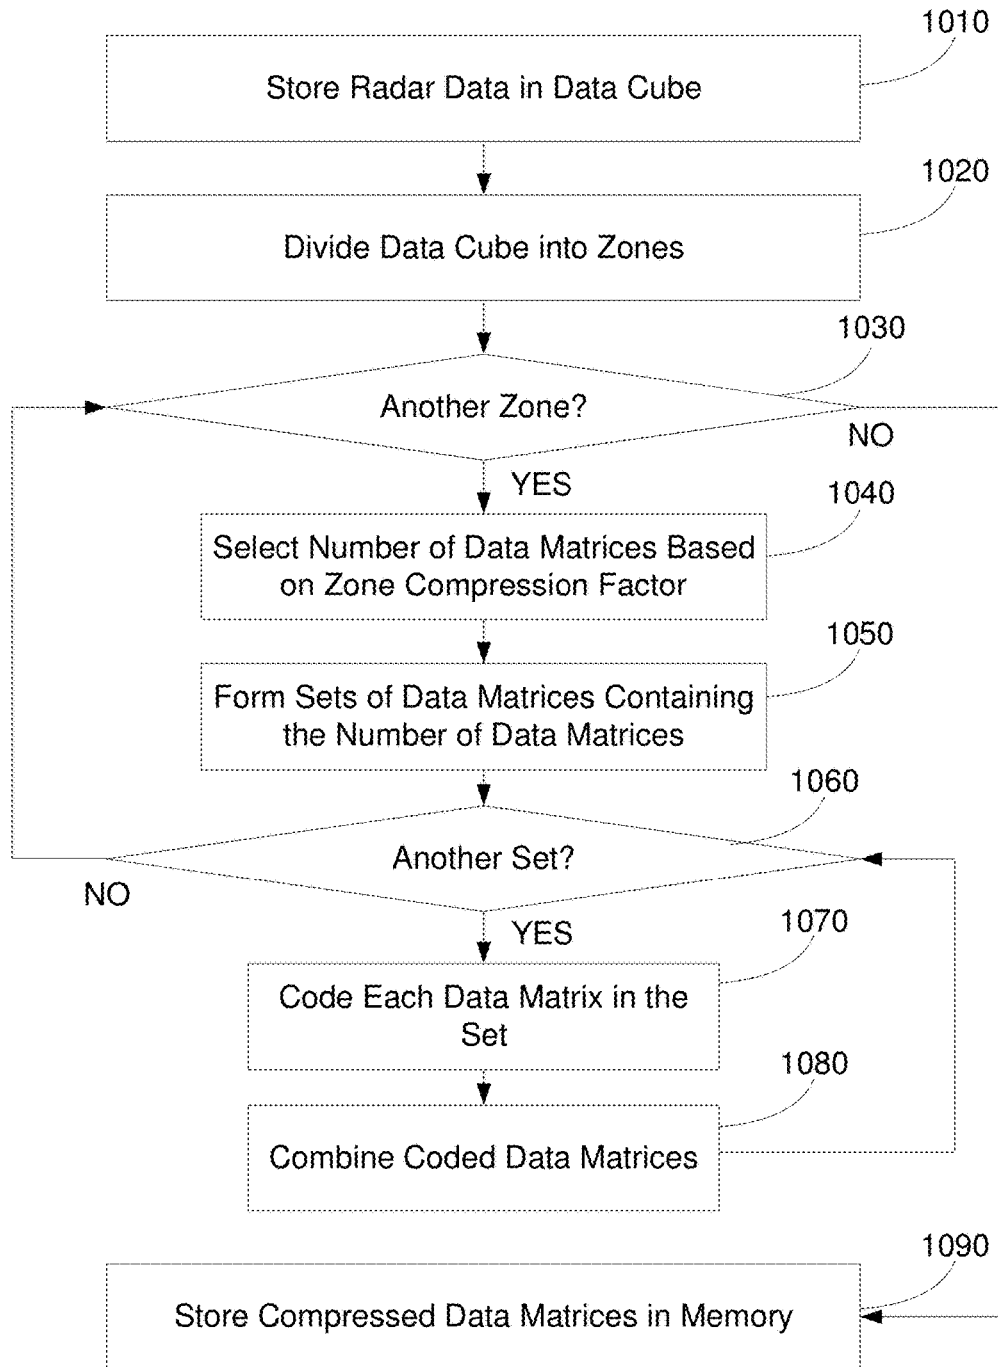 1010
Store Radar Data in Data Cube
1020
Divide Data Cube into Zones
1030
Another Zone?
NO
YES
1040
Select Number of Data Matrices Based
on Zone Compression Factor
1050
Form Sets of Data Matrices Containing
the Number of Data Matrices
1060
Another Set?
NO
YES
1070
Code Each Data Matrix in the
Set
1080
Combine Coded Data Matrices
1090
Store Compressed Data Matrices in Memory